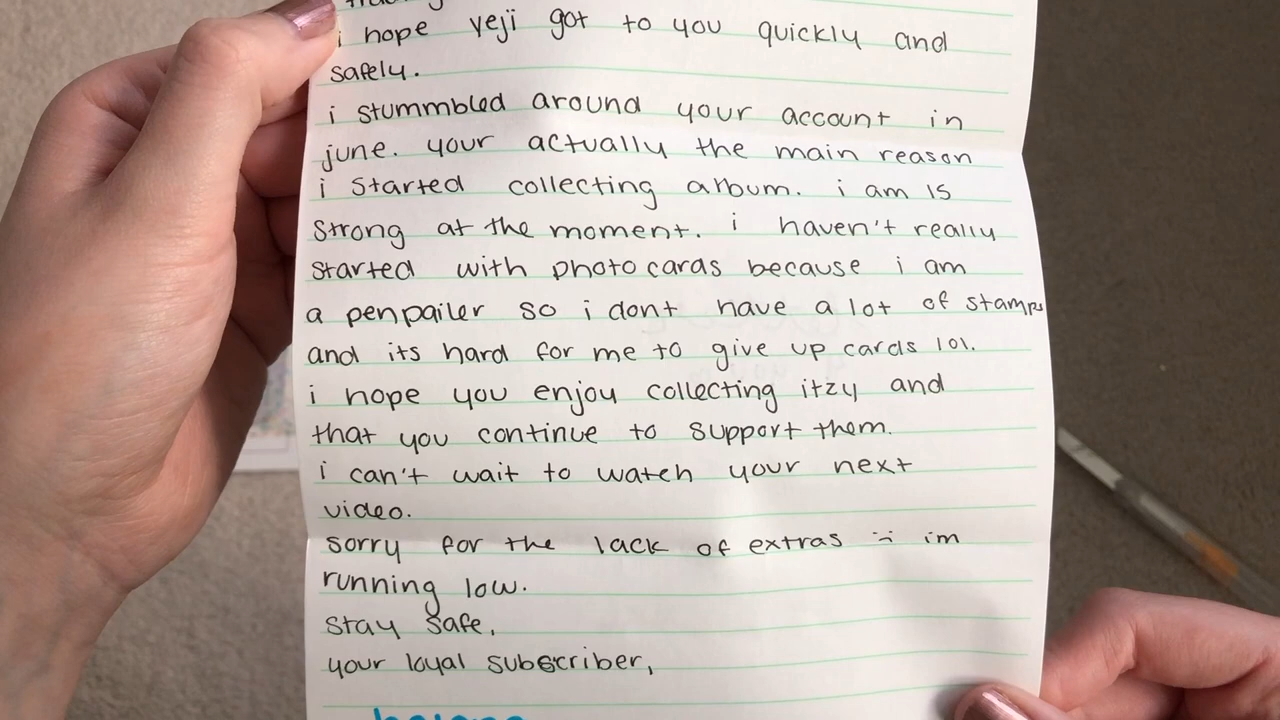 i hope yeji got to you quickly and
safely.
i stummbled around your account in
june. your actually the main reason
i started collecting album. i am 15
strong at the moment. i haven't really
started with photocards because i am
a penpailer so i dont have a lot of stamps
and its hard for me to give up cards lol.
i hope you enjoy collecting itzy and
that you continue to support them.
i can't wait to watch your next
video.
sorry for the lack of extras im
running low.
stay safe,
your loyal subscriber,